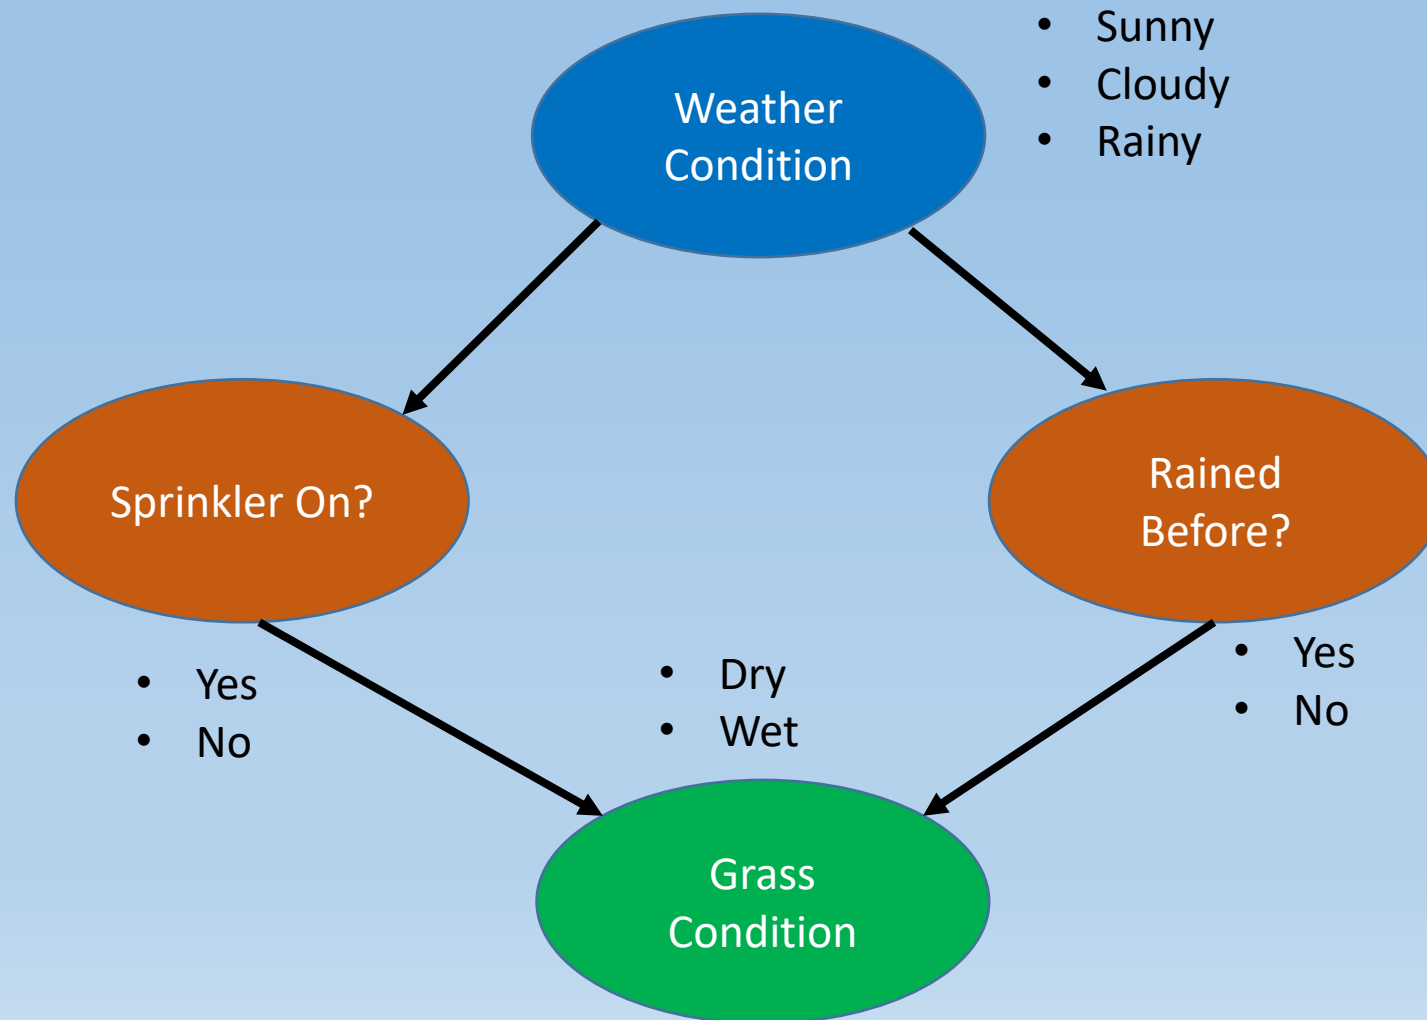 • Sunny
• Cloudy
• Rainy
Weather
Condition
Sprinkler On?
Rained
Before?
• Yes
• No
• Dry
• Wet
• Yes
• No
Grass
Condition